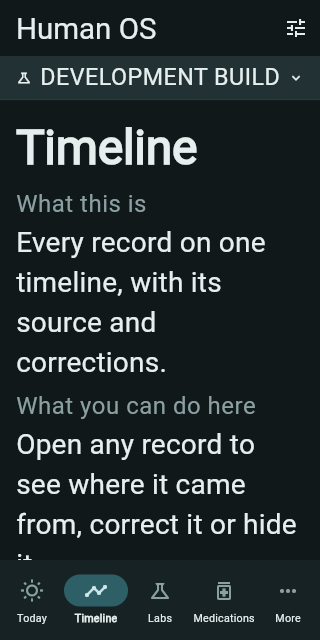 Human OS
DEVELOPMENT BUILD
Timeline
What this is
Every record on one
timeline, with its
source and
corrections.
What you can do here
Open any record to
see where it came
from, correct it or hide
it.
Today
Timeline
Labs
Medications
More